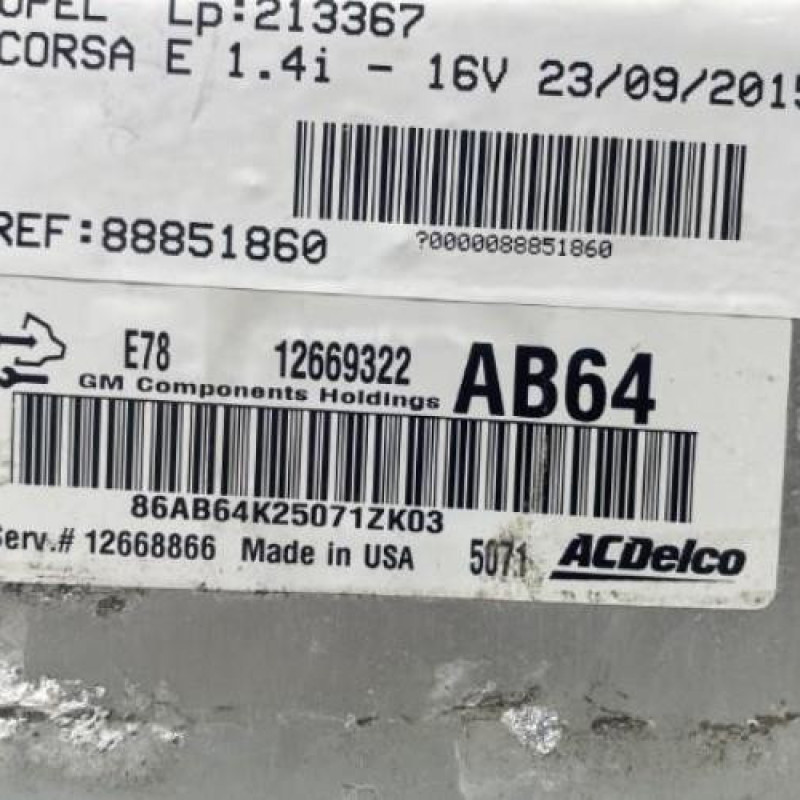 OPEL Lp:213367
CORSA E 1.4i - 16V 23/09/2015
REF:88851860
?0000088851860
E78 12669322 AB64
GM Components Holdings
86AB64K25071ZK03
Serv.# 12668866 Made in USA 5071 ACDelco